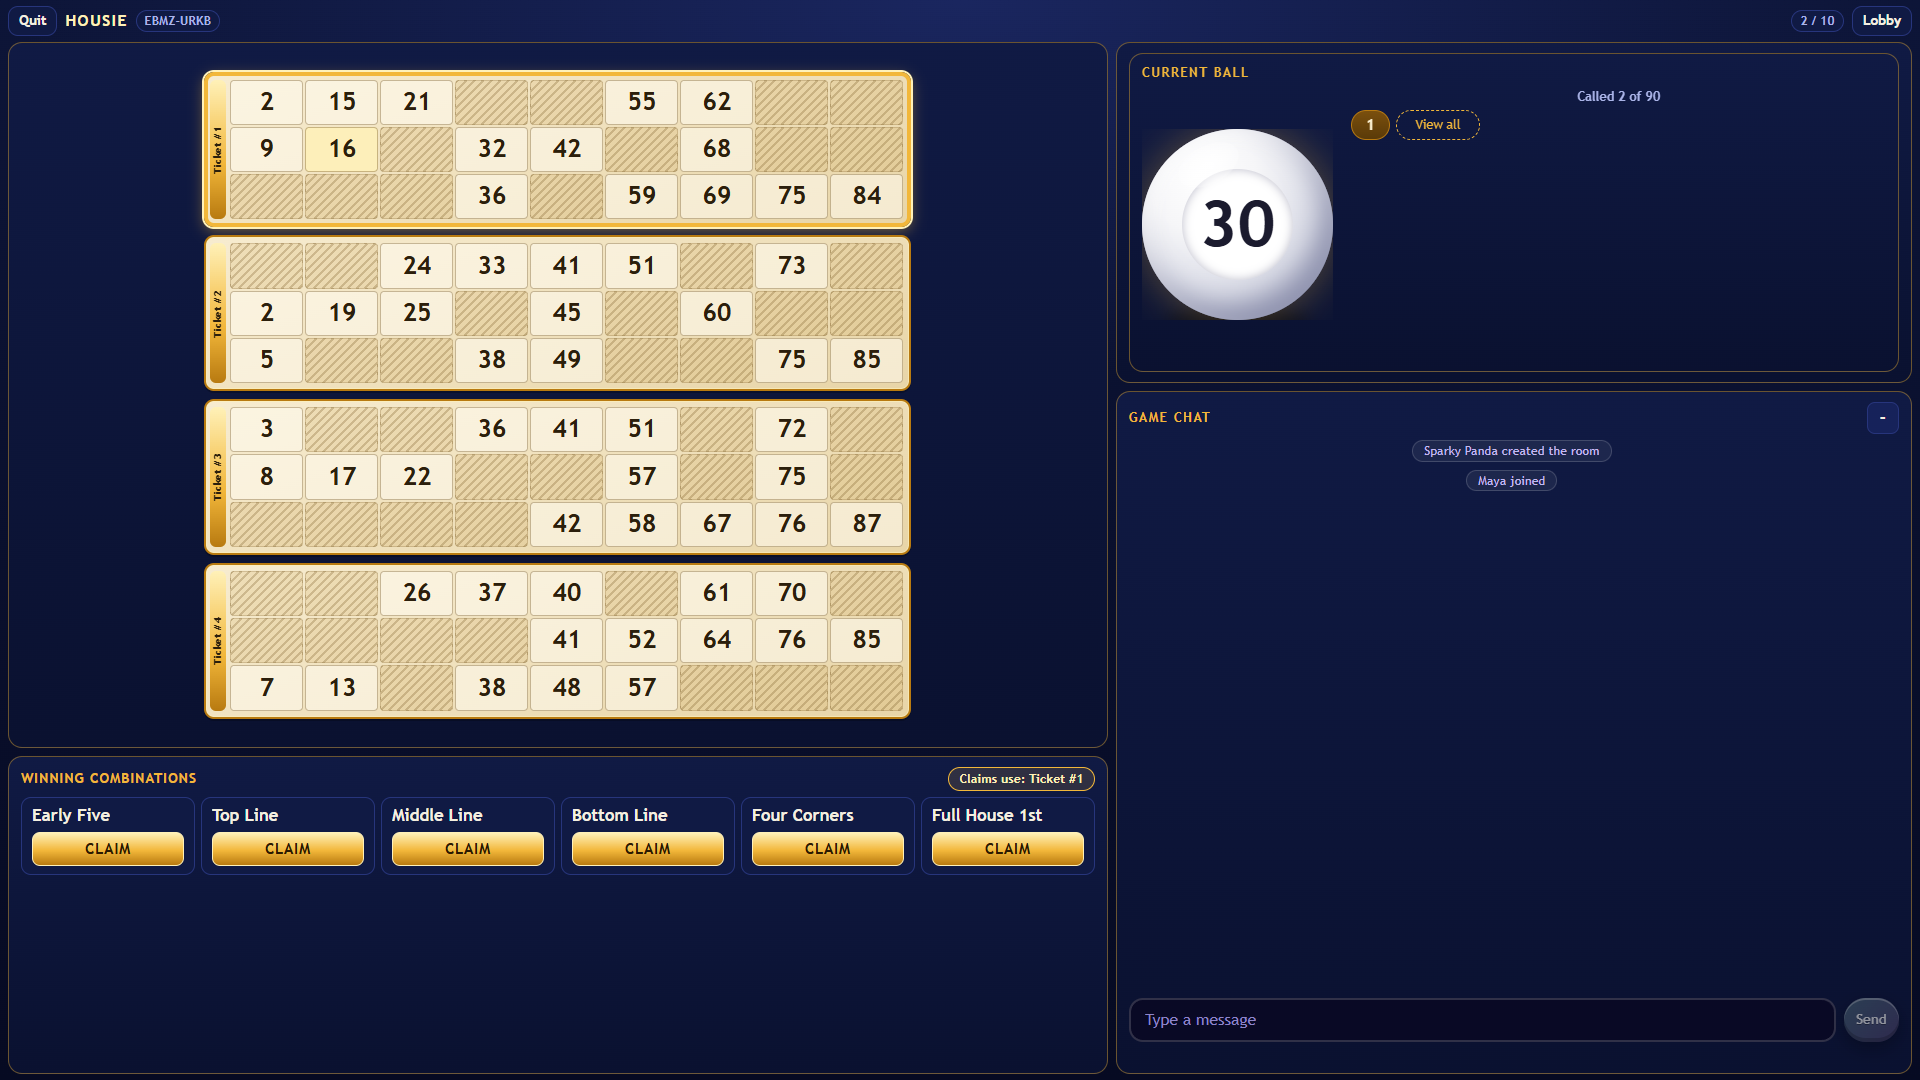 Quit HOUSIE EBMZ-URKB 2 / 10 Lobby
Ticket #1
2 15 21 55 62
9 16 32 42 68
36 59 69 75 84
Ticket #2
24 33 41 51 73
2 19 25 45 60
5 38 49 75 85
Ticket #3
3 36 41 51 72
8 17 22 57 75
42 58 67 76 87
Ticket #4
26 37 40 61 70
41 52 64 76 85
7 13 38 48 57
WINNING COMBINATIONS Claims use: Ticket #1
Early Five Top Line Middle Line Bottom Line Four Corners Full House 1st
CLAIM CLAIM CLAIM CLAIM CLAIM CLAIM
CURRENT BALL
Called 2 of 90
1 View all
30
GAME CHAT -
Sparky Panda created the room
Maya joined
Type a message Send